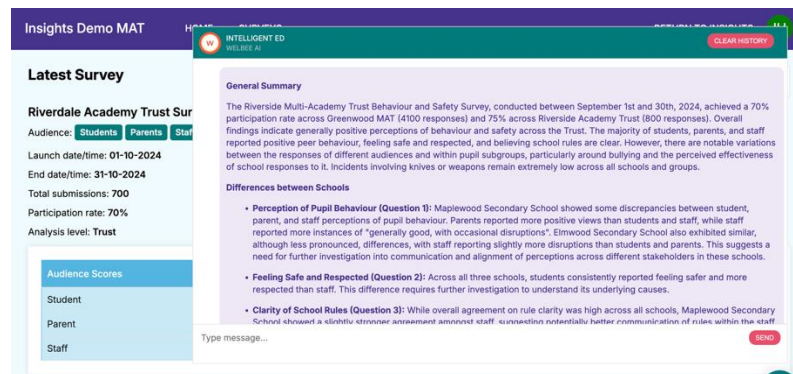 Insights Demo MAT
INTELLIGENT ED
WELBEE AI
CLEAR HISTORY
Latest Survey
Riverdale Academy Trust Sur
Audience: Students Parents Staf
Launch date/time: 01-10-2024
End date/time: 31-10-2024
Total submissions: 700
Participation rate: 70%
Analysis level: Trust
Audience Scores
Student
Parent
Staff
General Summary
The Riverside Multi-Academy Trust Behaviour and Safety Survey, conducted between September 1st and 30th, 2024, achieved a 70%
participation rate across Greenwood MAT (4100 responses) and 75% across Riverside Academy Trust (800 responses). Overall
findings indicate generally positive perceptions of behaviour and safety across the Trust. The majority of students, parents, and staff
reported positive peer behaviour, feeling safe and respected, and believing school rules are clear. However, there are notable variations
between the responses of different audiences and within pupil subgroups, particularly around bullying and the perceived effectiveness
of school responses to it. Incidents involving knives or weapons remain extremely low across all schools and groups.
Differences between Schools
• Perception of Pupil Behaviour (Question 1): Maplewood Secondary School showed some discrepancies between student,
parent, and staff perceptions of pupil behaviour. Parents reported more positive views than students and staff, while staff
reported more instances of "generally good, with occasional disruptions". Elmwood Secondary School also exhibited similar,
although less pronounced, differences, with staff reporting slightly more disruptions than students and parents. This suggests a
need for further investigation into communication and alignment of perceptions across different stakeholders in these schools.
• Feeling Safe and Respected (Question 2): Across all three schools, students consistently reported feeling safer and more
respected than staff. This difference requires further investigation to understand its underlying causes.
• Clarity of School Rules (Question 3): While overall agreement on rule clarity was high across all schools, Maplewood Secondary
School showed a slightly stronger agreement amongst staff, suggesting potentially better communication of rules within the staff
Type message...
SEND